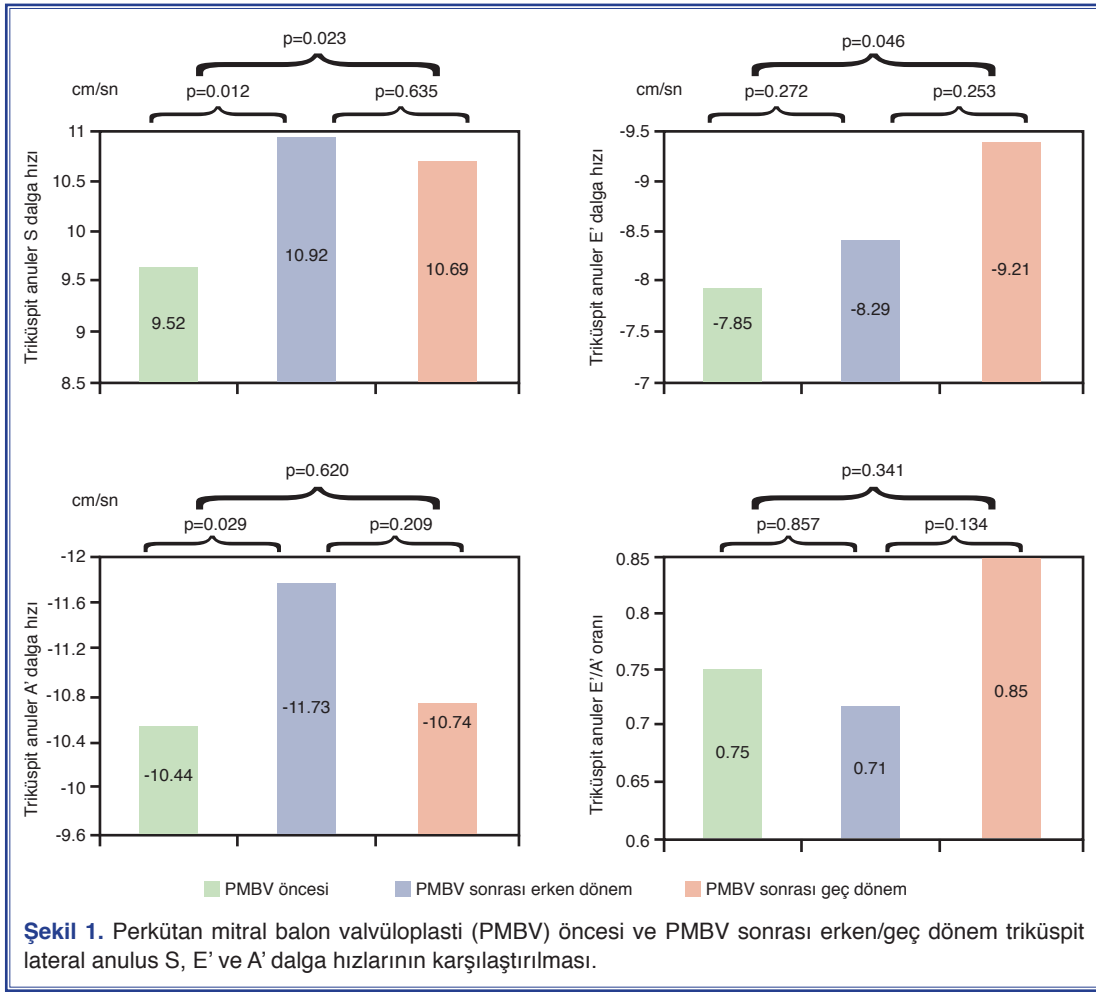 p=0.023
cm/sn
p=0.012
p=0.635
Triküspit anuler S dalga hızı
11
10.5
10
9.5
9
8.5
9.52
10.92
10.69
p=0.046
cm/sn
p=0.272
p=0.253
Triküspit anuler E’ dalga hızı
-9.5
-9
-8.5
-8
-7.5
-7
-7.85
-8.29
-9.21
p=0.620
cm/sn
p=0.029
p=0.209
Triküspit anuler A’ dalga hızı
-12
-11.6
-11.2
-10.8
-10.4
-10
-9.6
-10.44
-11.73
-10.74
p=0.341
p=0.857
p=0.134
Triküspit anuler E’/A’ oranı
0.85
0.8
0.75
0.7
0.65
0.6
0.75
0.71
0.85
PMBV öncesi
PMBV sonrası erken dönem
PMBV sonrası geç dönem
Şekil 1. Perkütan mitral balon valvüloplasti (PMBV) öncesi ve PMBV sonrası erken/geç dönem triküspit
lateral anulus S, E’ ve A’ dalga hızlarının karşılaştırılması.